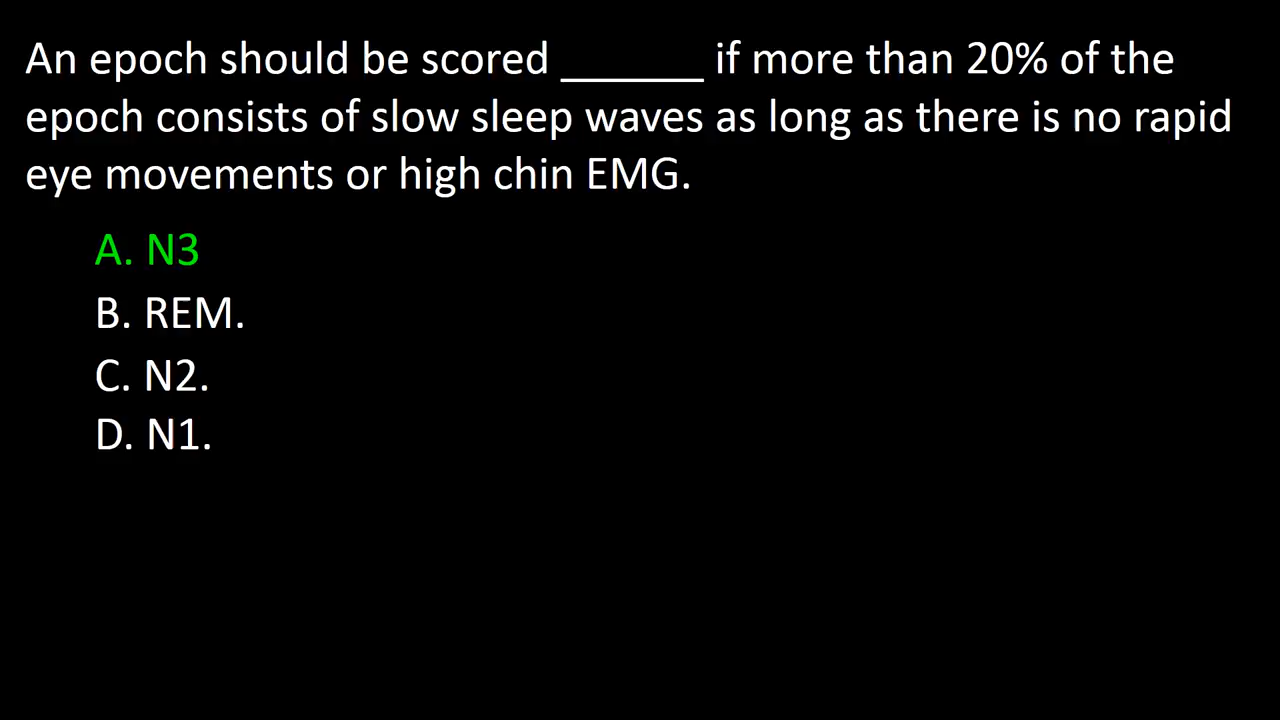 An epoch should be scored ______ if more than 20% of the
epoch consists of slow sleep waves as long as there is no rapid
eye movements or high chin EMG.
A. N3
B. REM.
C. N2.
D. N1.